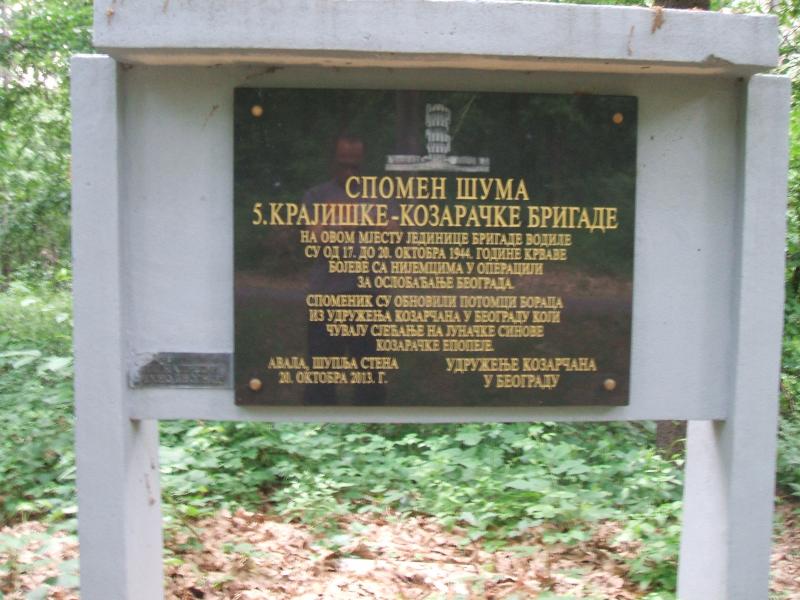 СПОМЕН ШУМА
5.КРАЈИШКЕ-КОЗАРАЧКЕ БРИГАДЕ
НА ОВОМ МЈЕСТУ ЈЕДИНИЦЕ БРИГАДЕ ВОДИЛЕ
СУ ОД 17. ДО 20. ОКТОБРА 1944. ГОДИНЕ КРВАВЕ
БОЈЕВЕ СА НИЈЕМЦИМА У ОПЕРАЦИЈИ
ЗА ОСЛОБАЂАЊЕ БЕОГРАДА.
СПОМЕНИК СУ ОБНОВИЛИ ПОТОМЦИ БОРАЦА
ИЗ УДРУЖЕЊА КОЗАРЧАНА У БЕОГРАДУ КОЈИ
ЧУВАЈУ СЈЕЋАЊЕ НА ЈУНАЧКЕ СИНОВЕ
КОЗАРАЧКЕ ЕПОПЕЈЕ.
АВАЛА, ШУПЉА СТЕНА
20. ОКТОБРА 2013. Г.
УДРУЖЕЊЕ КОЗАРЧАНА
У БЕОГРАДУ